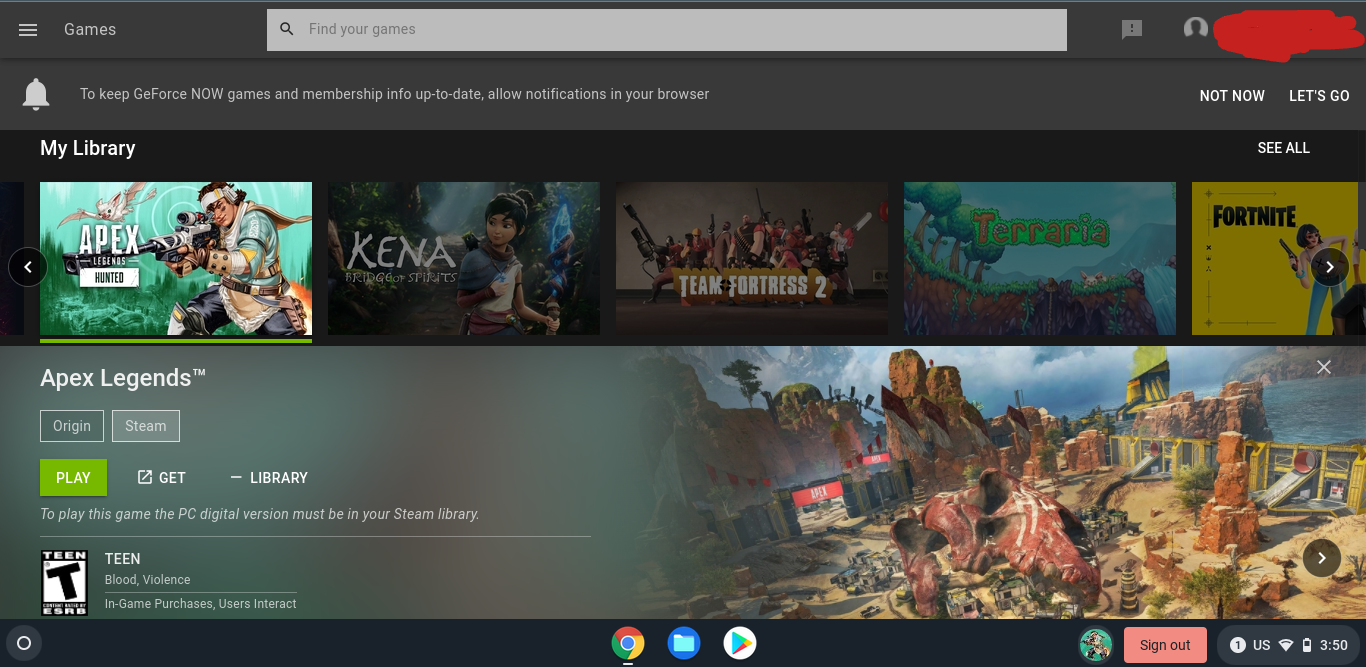 Games
Find your games
To keep GeForce NOW games and membership info up-to-date, allow notifications in your browser
NOT NOW
LET'S GO
My Library
SEE ALL
APEX
LEGENDS
HUNTED
KENA
BRIDGE OF SPIRITS
TEAM FORTRESS 2
Terraria
FORTNITE
Apex Legends™
Origin
Steam
PLAY
GET
LIBRARY
To play this game the PC digital version must be in your Steam library.
APEX
APEX
TEEN
T
CONTENT RATED BY
ESRB
TEEN
Blood, Violence
In-Game Purchases, Users Interact
Sign out
1
US
3:50